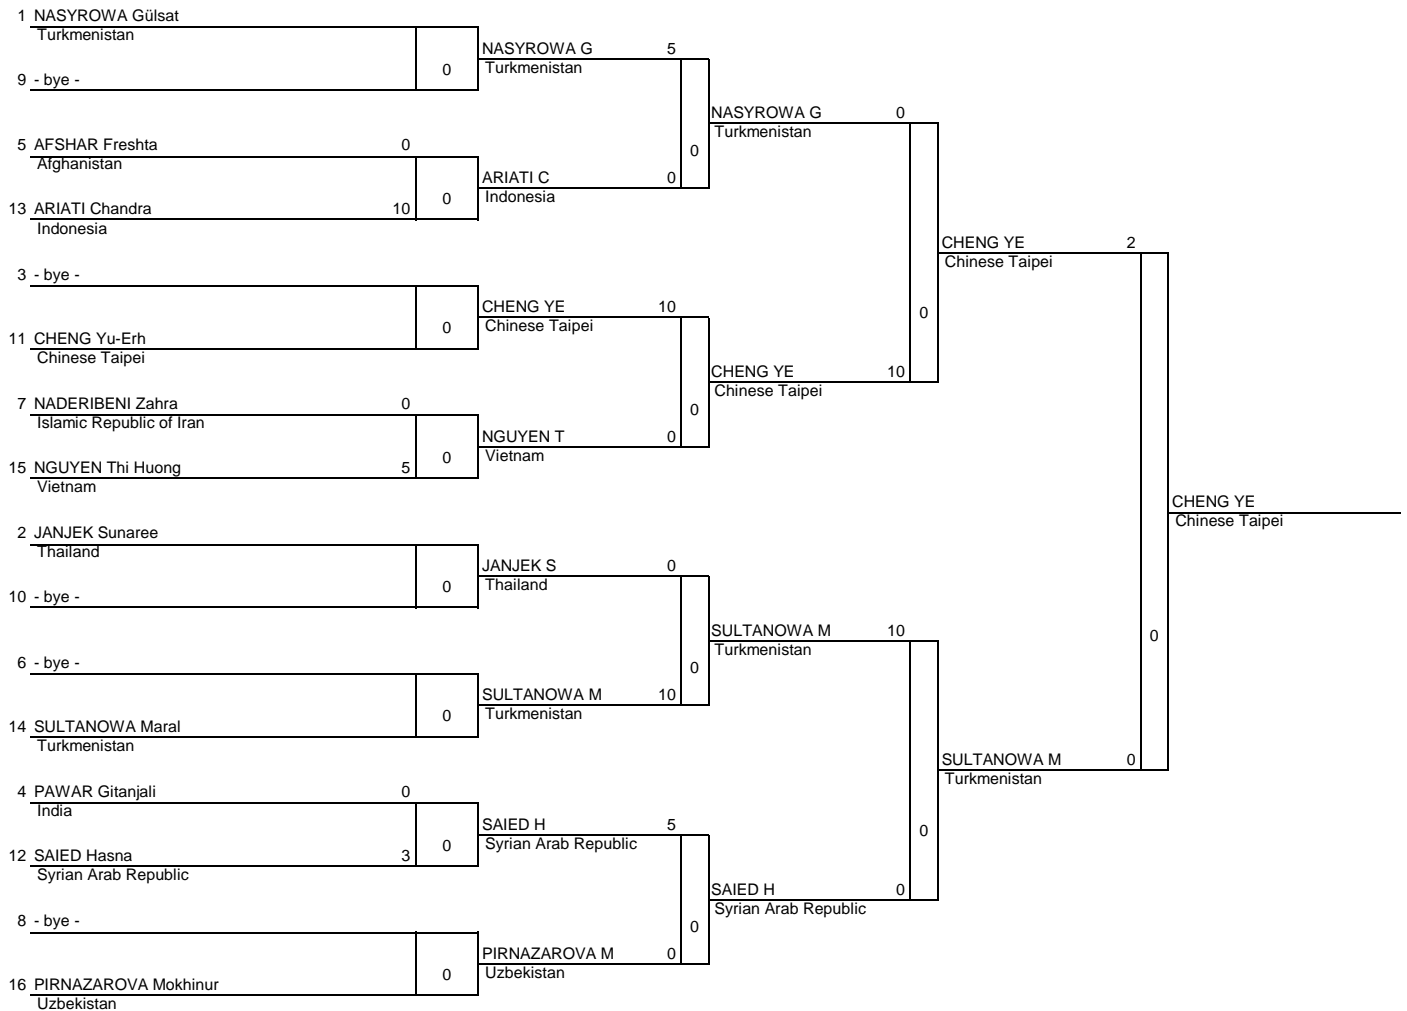 1 NASYROWA Gülsat
Turkmenistan
0
9 - bye -
NASYROWA G 5
Turkmenistan
5 AFSHAR Freshta 0
Afghanistan
0
13 ARIATI Chandra 10
Indonesia
ARIATI C 0
Indonesia
0
NASYROWA G 0
Turkmenistan
3 - bye -
0
11 CHENG Yu-Erh
Chinese Taipei
CHENG YE 10
Chinese Taipei
7 NADERIBENI Zahra 0
Islamic Republic of Iran
0
15 NGUYEN Thi Huong 5
Vietnam
NGUYEN T 0
Vietnam
0
CHENG YE 10
Chinese Taipei
0
CHENG YE 2
Chinese Taipei
2 JANJEK Sunaree
Thailand
0
10 - bye -
JANJEK S 0
Thailand
6 - bye -
0
14 SULTANOWA Maral
Turkmenistan
SULTANOWA M 10
Turkmenistan
0
SULTANOWA M 10
Turkmenistan
4 PAWAR Gitanjali 0
India
0
12 SAIED Hasna 3
Syrian Arab Republic
SAIED H 5
Syrian Arab Republic
8 - bye -
0
16 PIRNAZAROVA Mokhinur
Uzbekistan
PIRNAZAROVA M 0
Uzbekistan
0
SAIED H 0
Syrian Arab Republic
0
SULTANOWA M 0
Turkmenistan
0
CHENG YE
Chinese Taipei